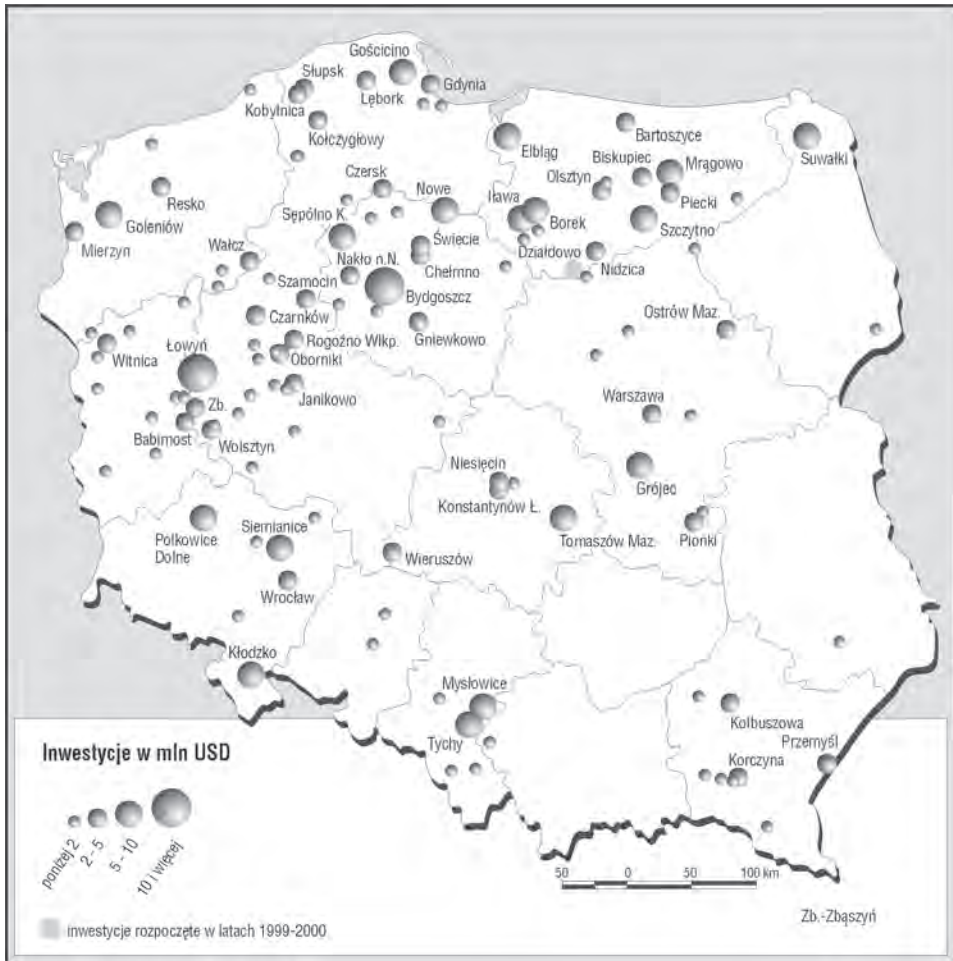 Gościcino
Słupsk
Gdynia
Lębork
Kobylnica
Kołczygłowy
Bartoszyce
Elbląg
Suwałki
Biskupiec
Mrągowo
Czersk
Olsztyn
Nowe
Resko
Iława
Piecki
Sępólno K.
Borek
Goleniów
Szczytno
Święcie
Mierzyn
Wałcz
Działdowo
Nakło n.N.
Chełmno
Nidzica
Szamocin
Bydgoszcz
Czarnków
Ostrów Maz.
Rogoźno Wlkp.
Gniewkowo
Witnica
Łowyń
Oborniki
Janikowo
Warszawa
Zb.
Babimost
Wolsztyn
Niesięcin
Grójec
Konstantynów Ł.
Siemianice
Polkowice
Dolne
Tomaszów Maz.
Pionki
Wieruszów
Wrocław
Kłodzko
Mysłowice
Kolbuszowa
Przemyśl
Tychy
Korczyna
Inwestycje w mln USD
poniżej 2
2 - 5
5 - 10
10 i więcej
50 0 50 100 km
Zb.-Zbąszyń
inwestycje rozpoczęte w latach 1999-2000